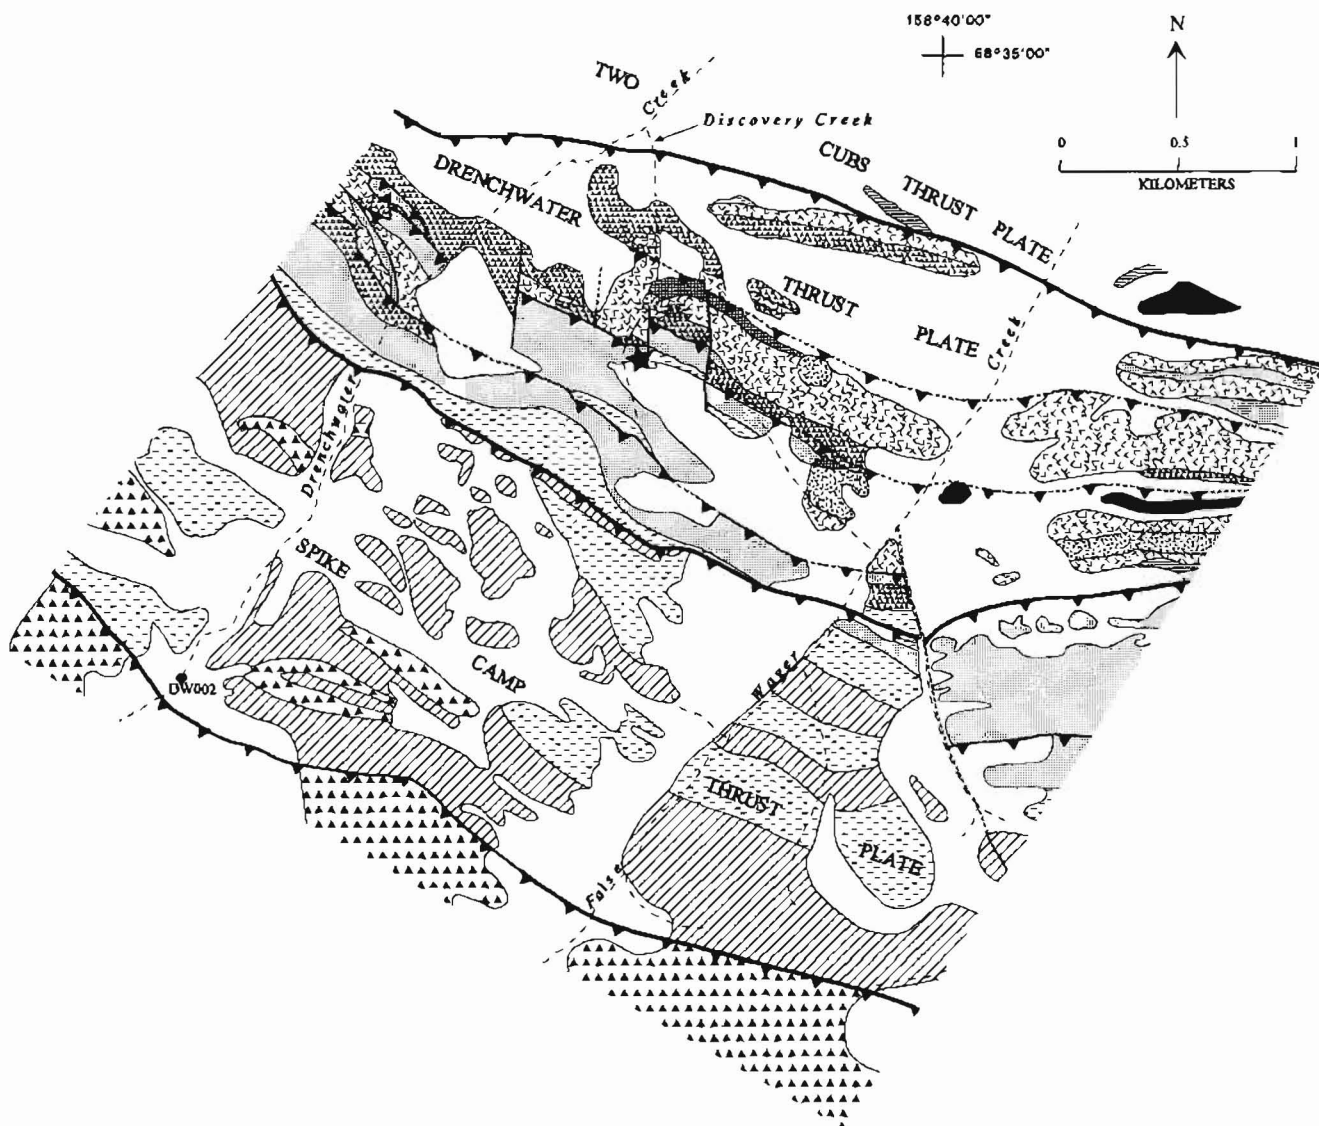 158°40'00"
68°35'00"
N
0 0.5 1
KILOMETERS
TWO
Creek
Discovery Creek
CUBS THRUST PLATE
DRENCHWATER
THRUST
PLATE
Creek
Drenchwater
SPIKE
CAMP
DW002
Wager
?
?
THRUST
PLATE
False